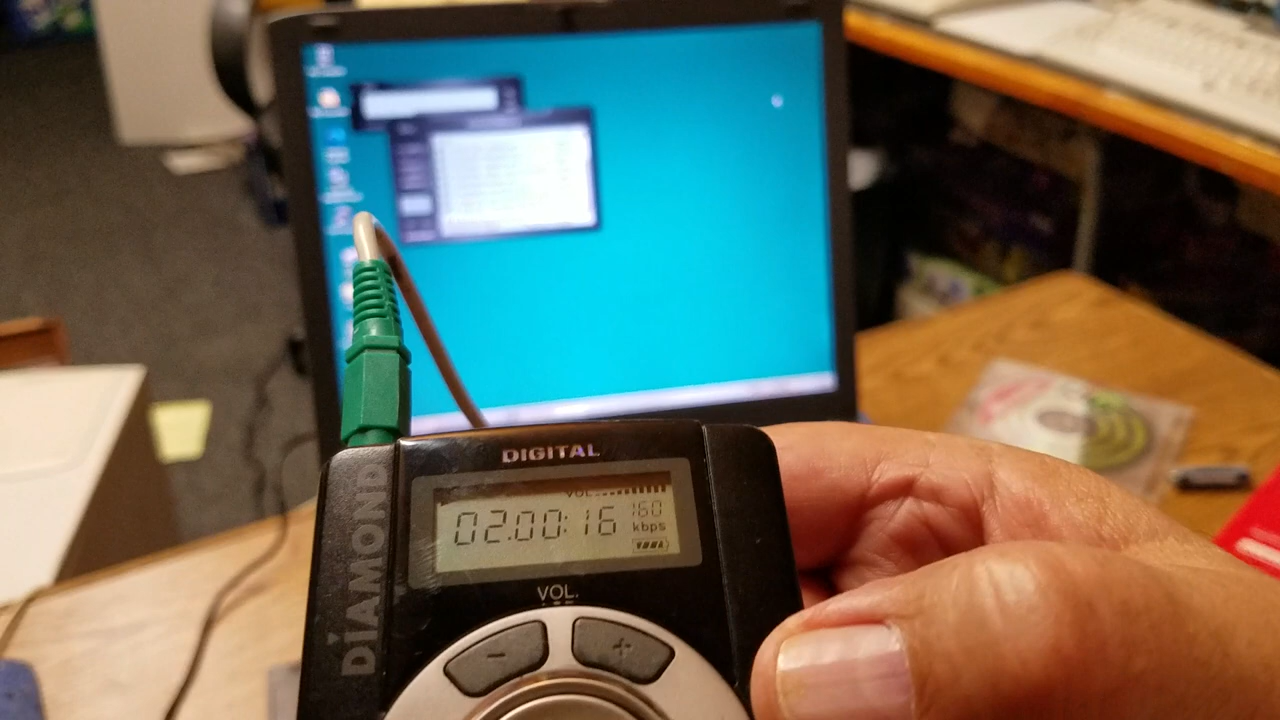 DIGITAL
VOL
02.00:16 160 kbps
DIAMOND
VOL.
- +